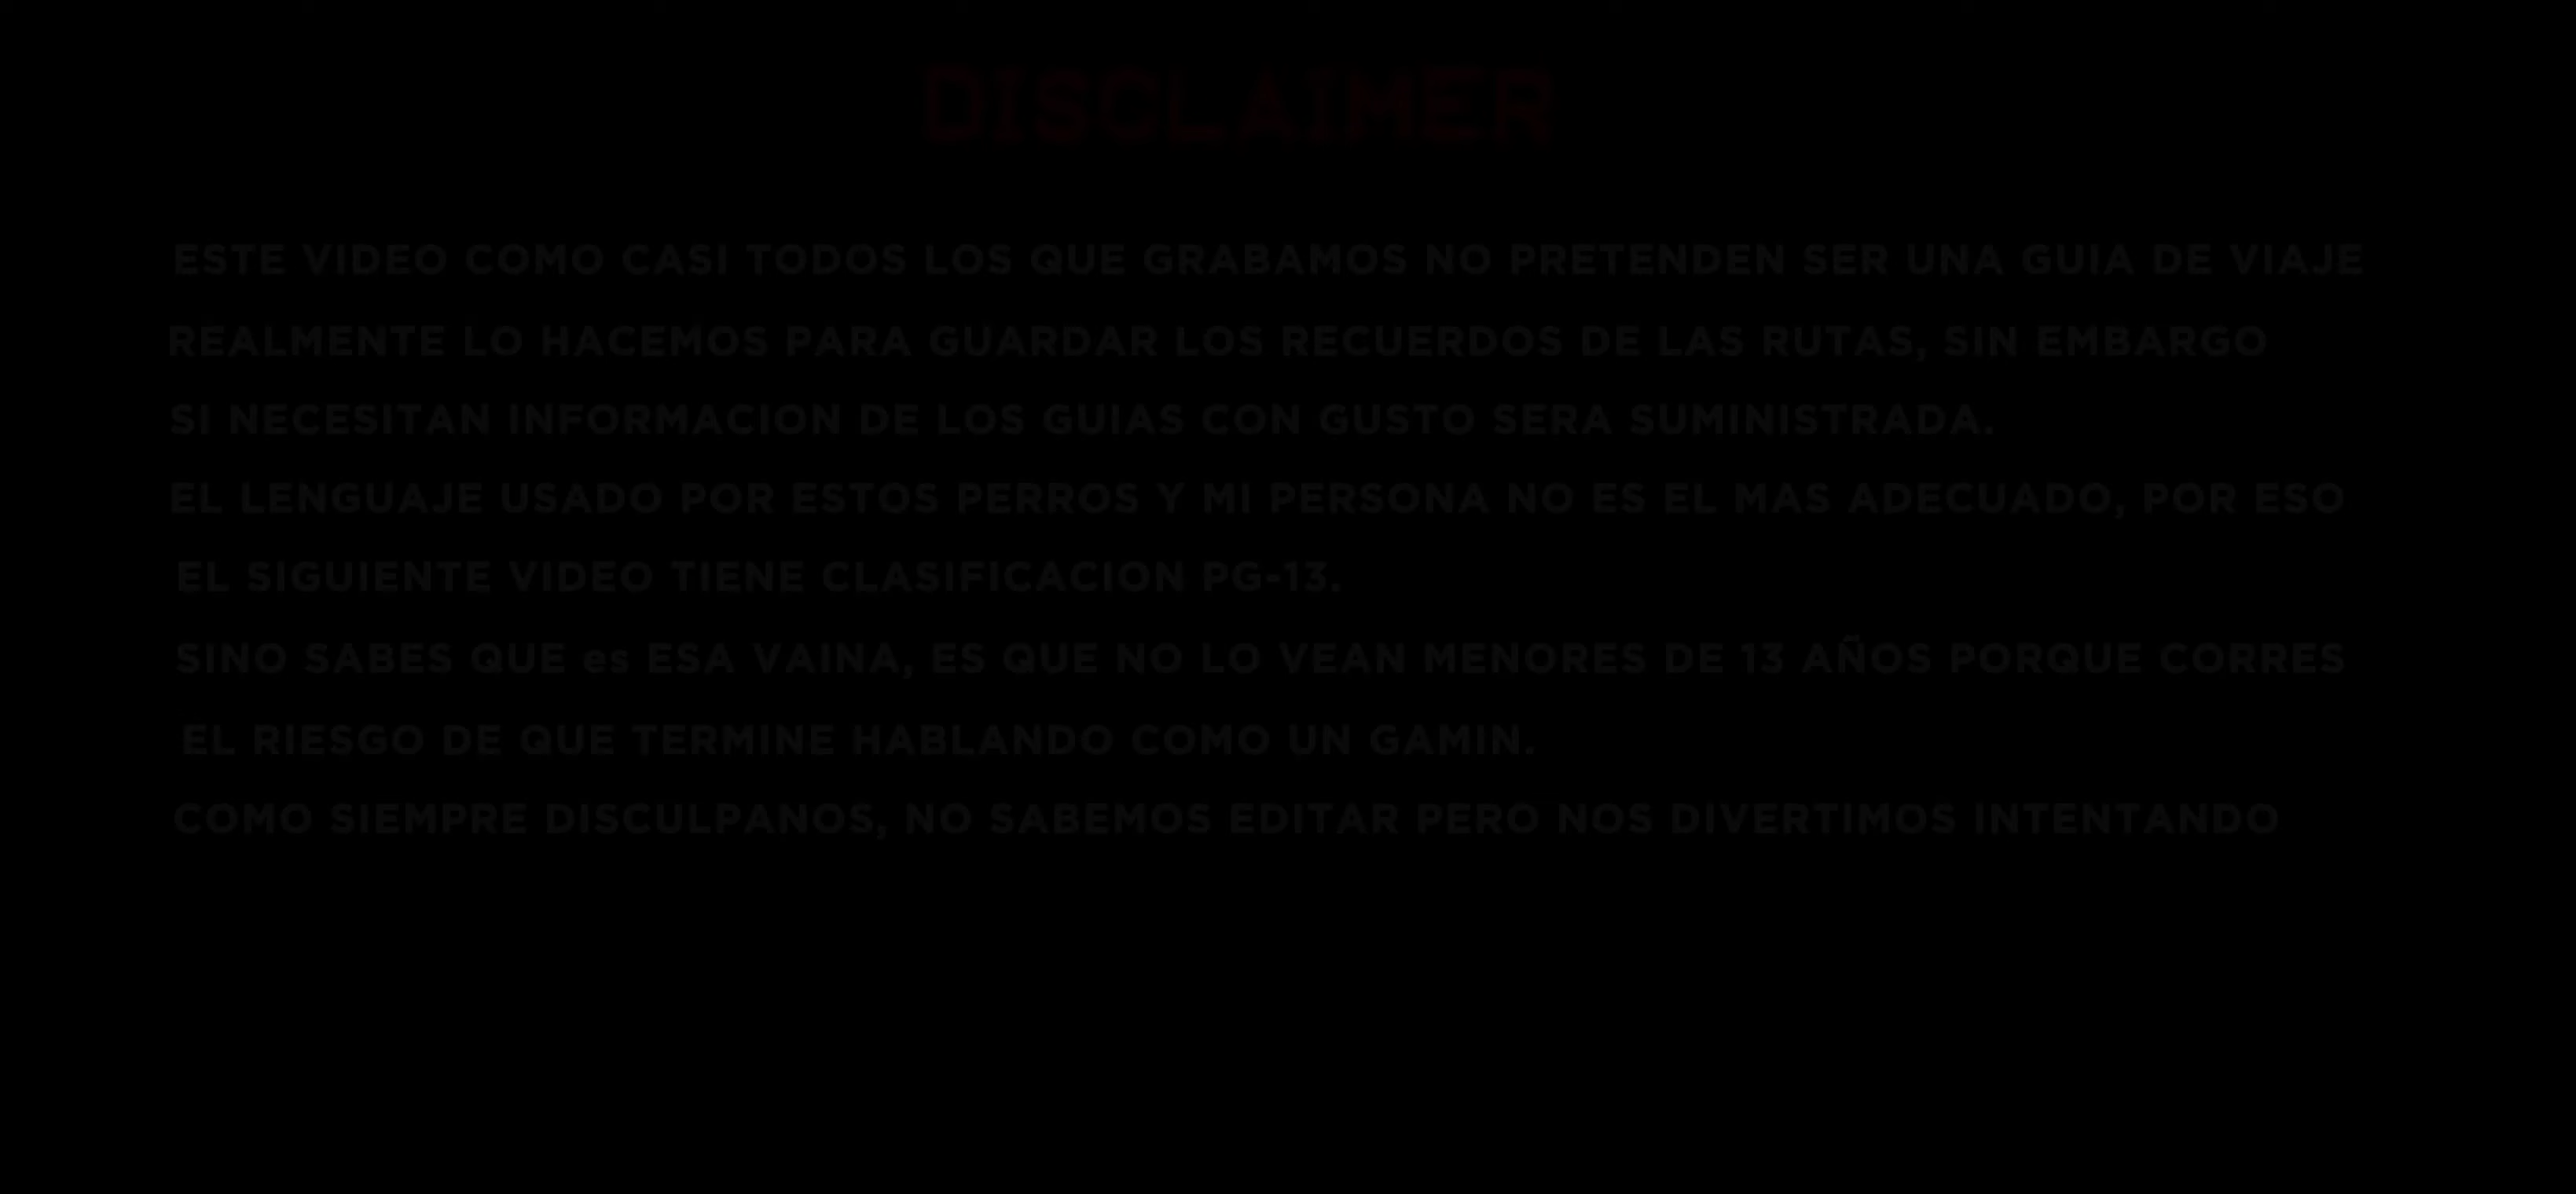 DISCLAIMER
ESTE VIDEO COMO CASI TODOS LOS QUE GRABAMOS NO PRETENDEN SER UNA GUIA DE VIAJE
REALMENTE LO HACEMOS PARA GUARDAR LOS RECUERDOS DE LAS RUTAS, SIN EMBARGO
SI NECESITAN INFORMACION DE LOS GUIAS CON GUSTO SERA SUMINISTRADA.
EL LENGUAJE USADO POR ESTOS PERROS Y MI PERSONA NO ES EL MAS ADECUADO, POR ESO
EL SIGUIENTE VIDEO TIENE CLASIFICACION PG-13.
SINO SABES QUE es ESA VAINA, ES QUE NO LO VEAN MENORES DE 13 AÑOS PORQUE CORRES
EL RIESGO DE QUE TERMINE HABLANDO COMO UN GAMIN.
COMO SIEMPRE DISCULPANOS, NO SABEMOS EDITAR PERO NOS DIVERTIMOS INTENTANDO